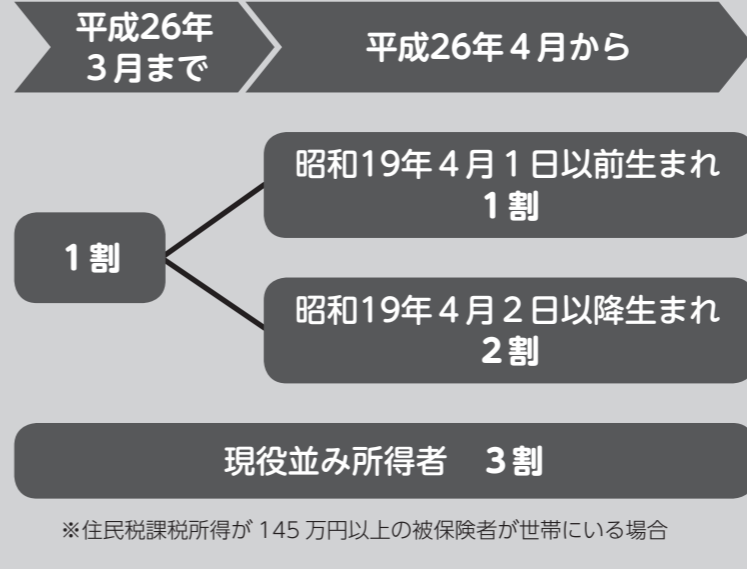 平成26年
３月まで
平成26年４月から
昭和19年４月１日以前生まれ
１割
１割
昭和19年４月２日以降生まれ
２割
現役並み所得者　３割
※住民税課税所得が 145 万円以上の被保険者が世帯にいる場合